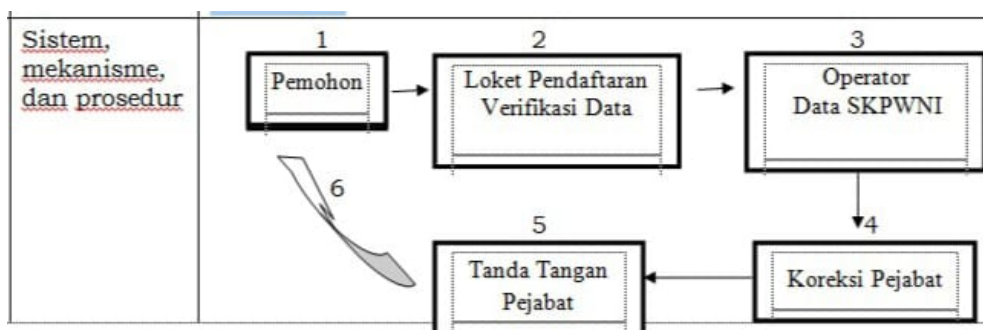 Sistem,
mekanisme,
dan prosedur
1
2
3
Pemohon
Loket Pendaftaran
Verifikasi Data
Operator
Data SKPWNI
6
5
4
Tanda Tangan
Pejabat
Koreksi Pejabat